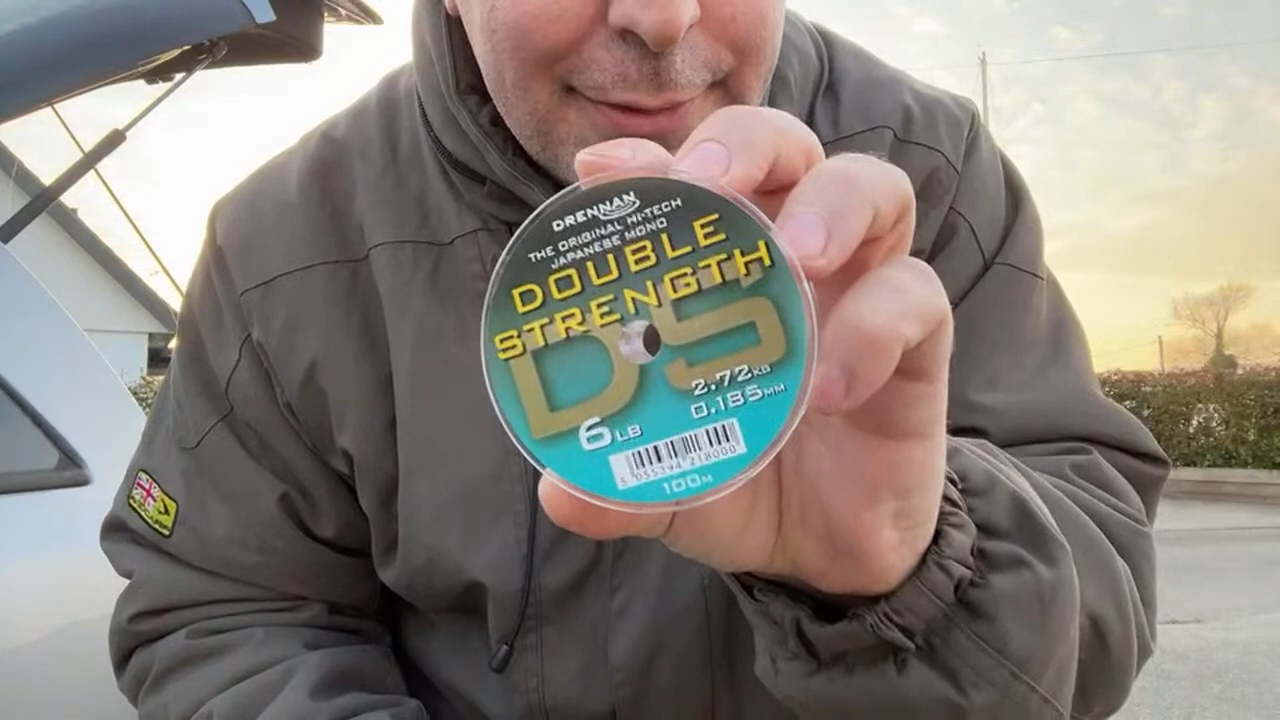 DRENNAN
THE ORIGINAL HI-TECH
JAPANESE MONO
DOUBLE
STRENGTH
DS
2.72KG
0.185MM
6LB
5 055394 218000
100M